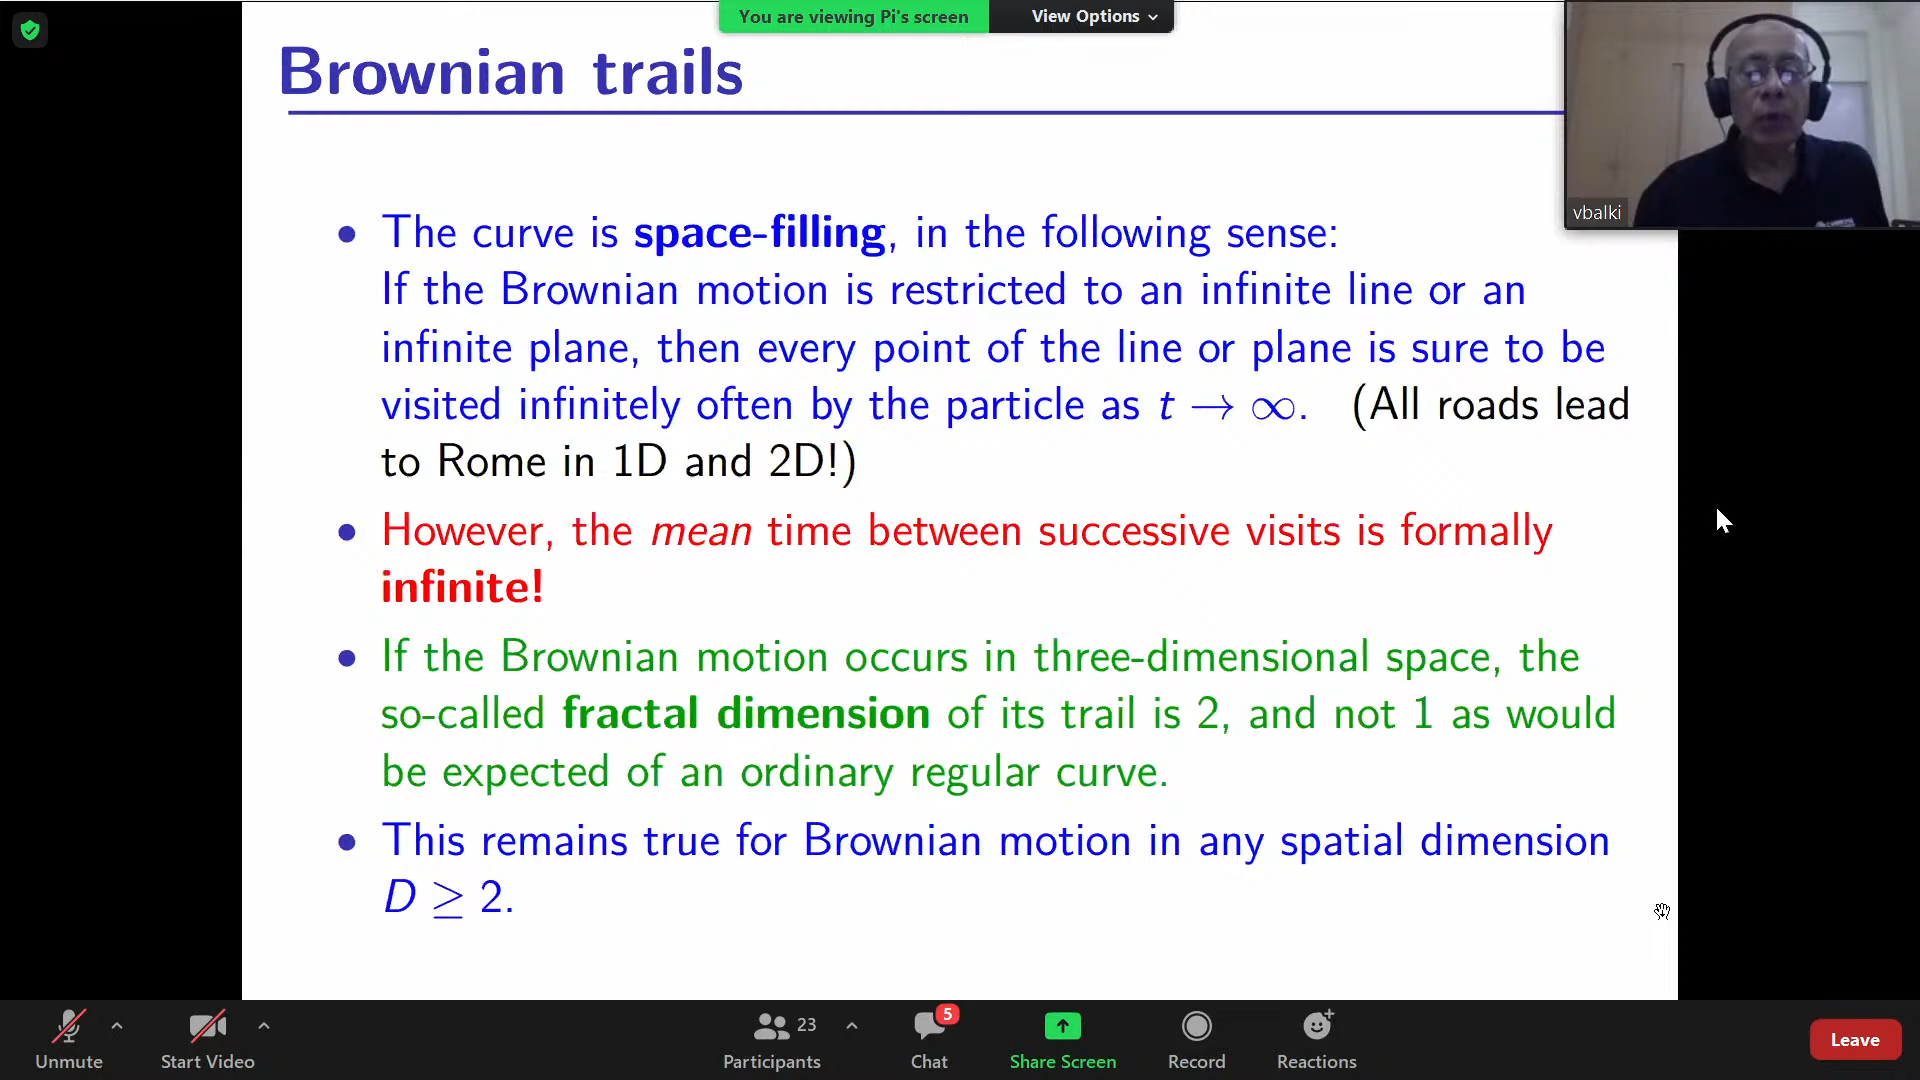 You are viewing Pi's screen
View Options
Brownian trails
vbalki
• The curve is space-filling, in the following sense:
If the Brownian motion is restricted to an infinite line or an
infinite plane, then every point of the line or plane is sure to be
visited infinitely often by the particle as t → ∞. (All roads lead
to Rome in 1D and 2D!)
• However, the mean time between successive visits is formally
infinite!
• If the Brownian motion occurs in three-dimensional space, the
so-called fractal dimension of its trail is 2, and not 1 as would
be expected of an ordinary regular curve.
• This remains true for Brownian motion in any spatial dimension
D ≥ 2.
23
5
Unmute
Start Video
Participants
Chat
Share Screen
Record
Reactions
Leave